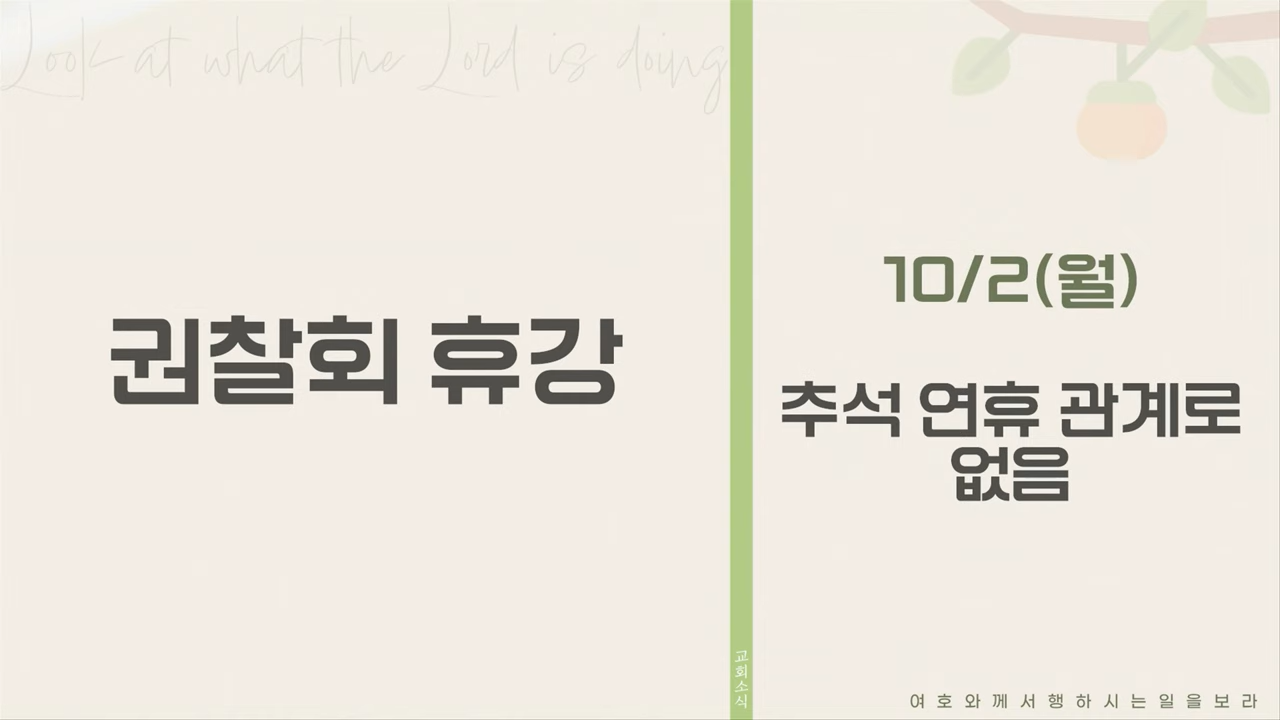 Look at what the Lord is doing
권찰회 휴강
10/2(월)
추석 연휴 관계로
없음
교회소식
여호와께서행하시는일을보라